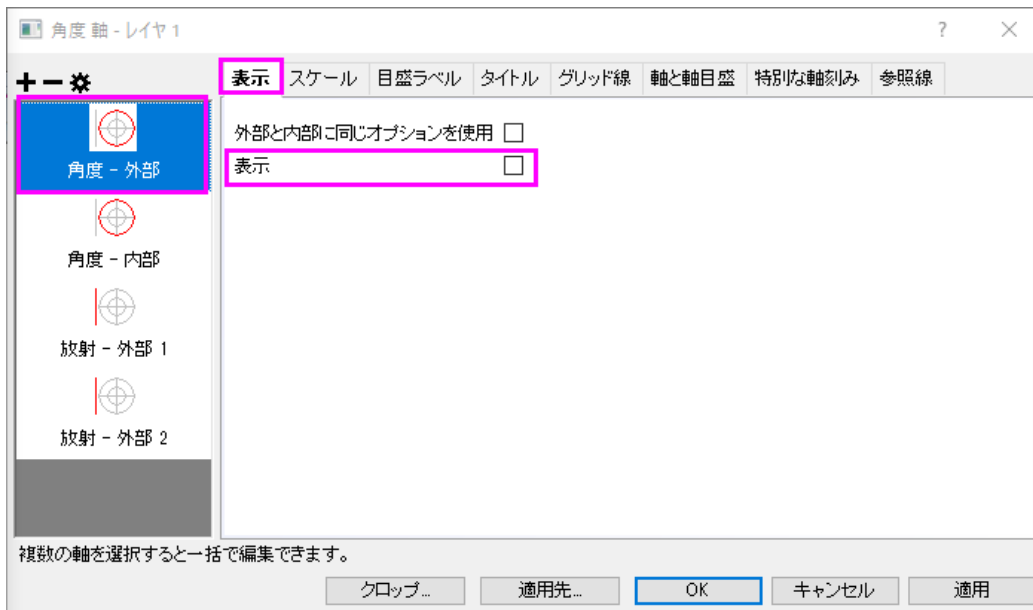 角度 軸 - レイヤ 1
表示 スケール 目盛ラベル タイトル グリッド線 軸と軸目盛 特別な軸刻み 参照線
角度 - 外部
角度 - 内部
放射 - 外部 1
放射 - 外部 2
外部と内部に同じオプションを使用
表示
複数の軸を選択すると一括で編集できます。
クロップ... 適用先... OK キャンセル 適用